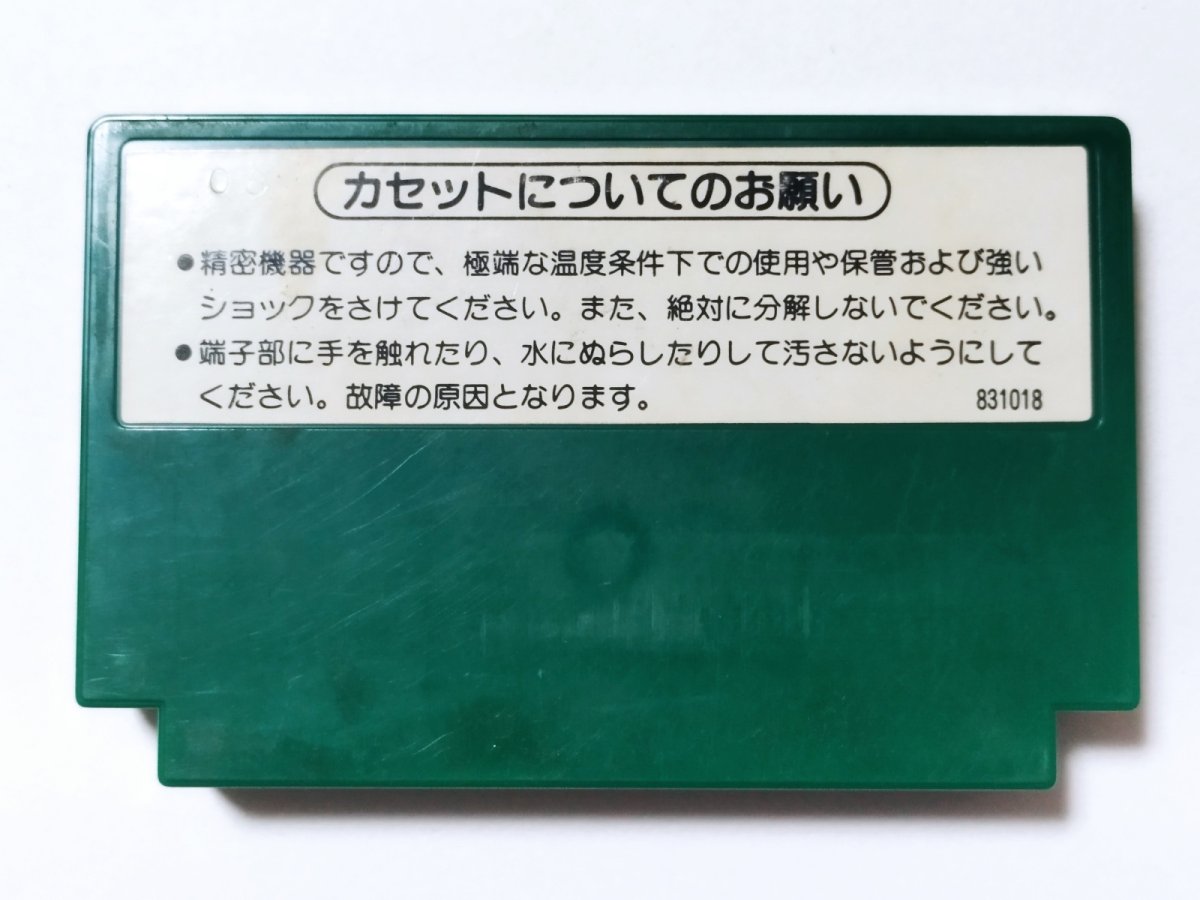 カセットについてのお願い
●精密機器ですので、極端な温度条件下での使用や保管および強い
ショックをさけてください。また、絶対に分解しないでください。
●端子部に手を触れたり、水にぬらしたりして汚さないようにして
ください。故障の原因となります。
831018